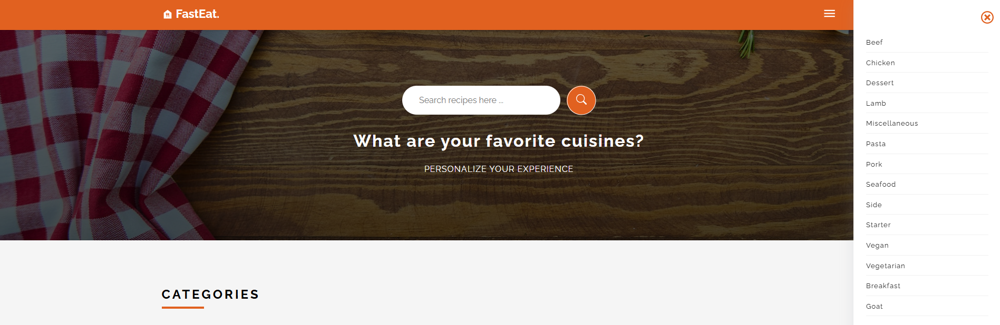 FastEat.
Search recipes here ...
What are your favorite cuisines?
PERSONALIZE YOUR EXPERIENCE
CATEGORIES
Beef
Chicken
Dessert
Lamb
Miscellaneous
Pasta
Pork
Seafood
Side
Starter
Vegan
Vegetarian
Breakfast
Goat